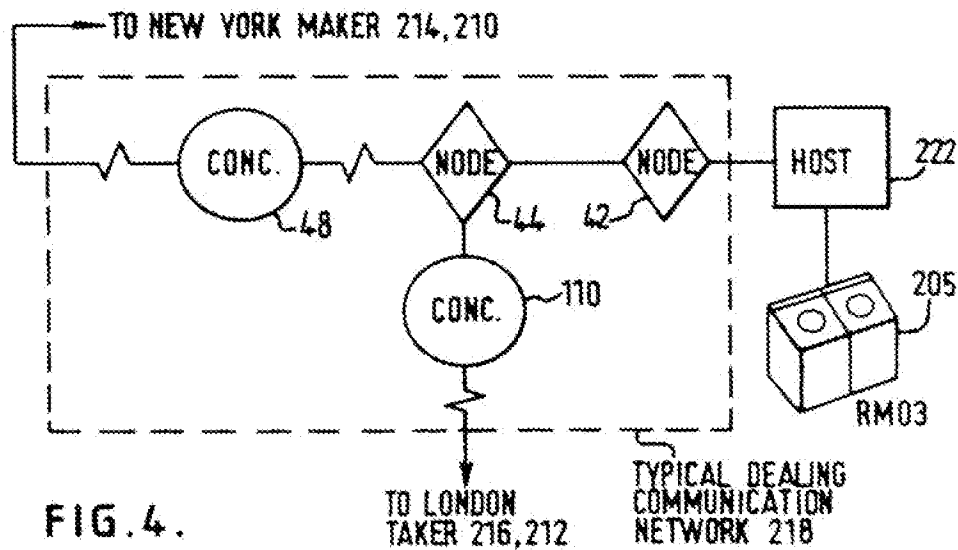 TO NEW YORK MAKER 214,210
CONC.
48
NODE
44
NODE
42
HOST
222
CONC.
110
205
RM03
TO LONDON
TAKER 216,212
TYPICAL DEALING
COMMUNICATION
NETWORK 218
FIG.4.